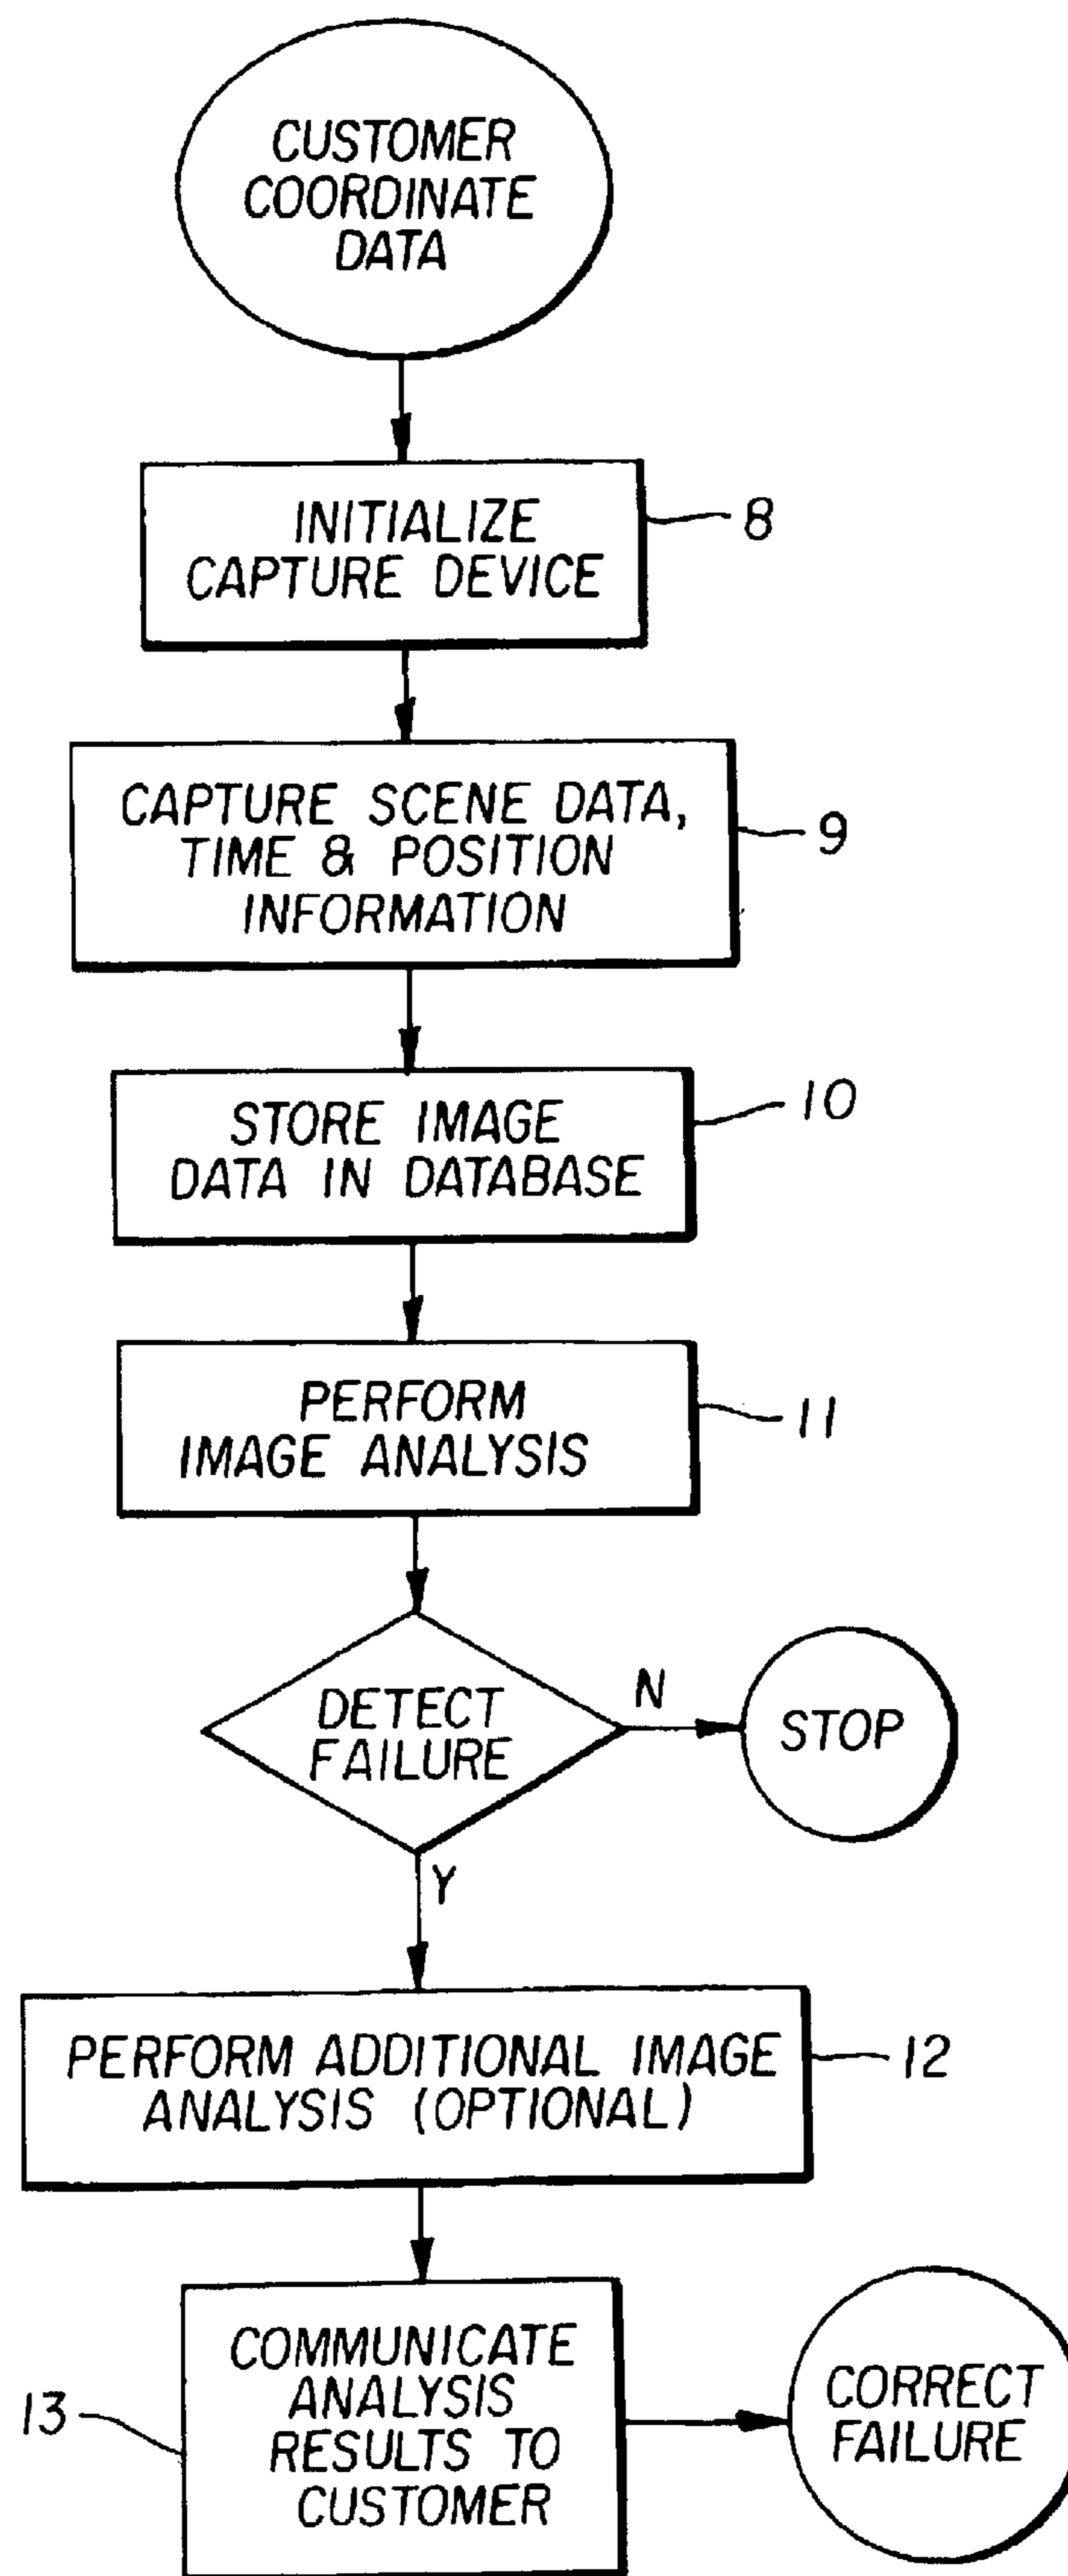 CUSTOMER
COORDINATE
DATA
INITIALIZE
CAPTURE DEVICE
8
CAPTURE SCENE DATA,
TIME & POSITION
INFORMATION
9
STORE IMAGE
DATA IN DATABASE
10
PERFORM
IMAGE ANALYSIS
11
DETECT
FAILURE
N
STOP
Y
PERFORM ADDITIONAL IMAGE
ANALYSIS (OPTIONAL)
12
COMMUNICATE
ANALYSIS
RESULTS TO
CUSTOMER
13
CORRECT
FAILURE